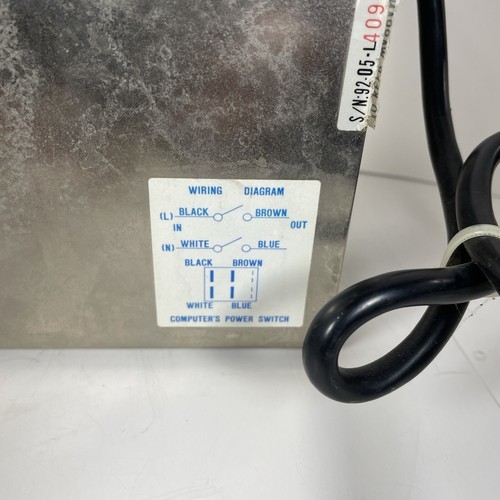 S/N:92-05-L409
WIRING DIAGRAM
(L) BLACK BROWN
IN OUT
(N) WHITE BLUE
BLACK BROWN
WHITE BLUE
COMPUTER'S POWER SWITCH